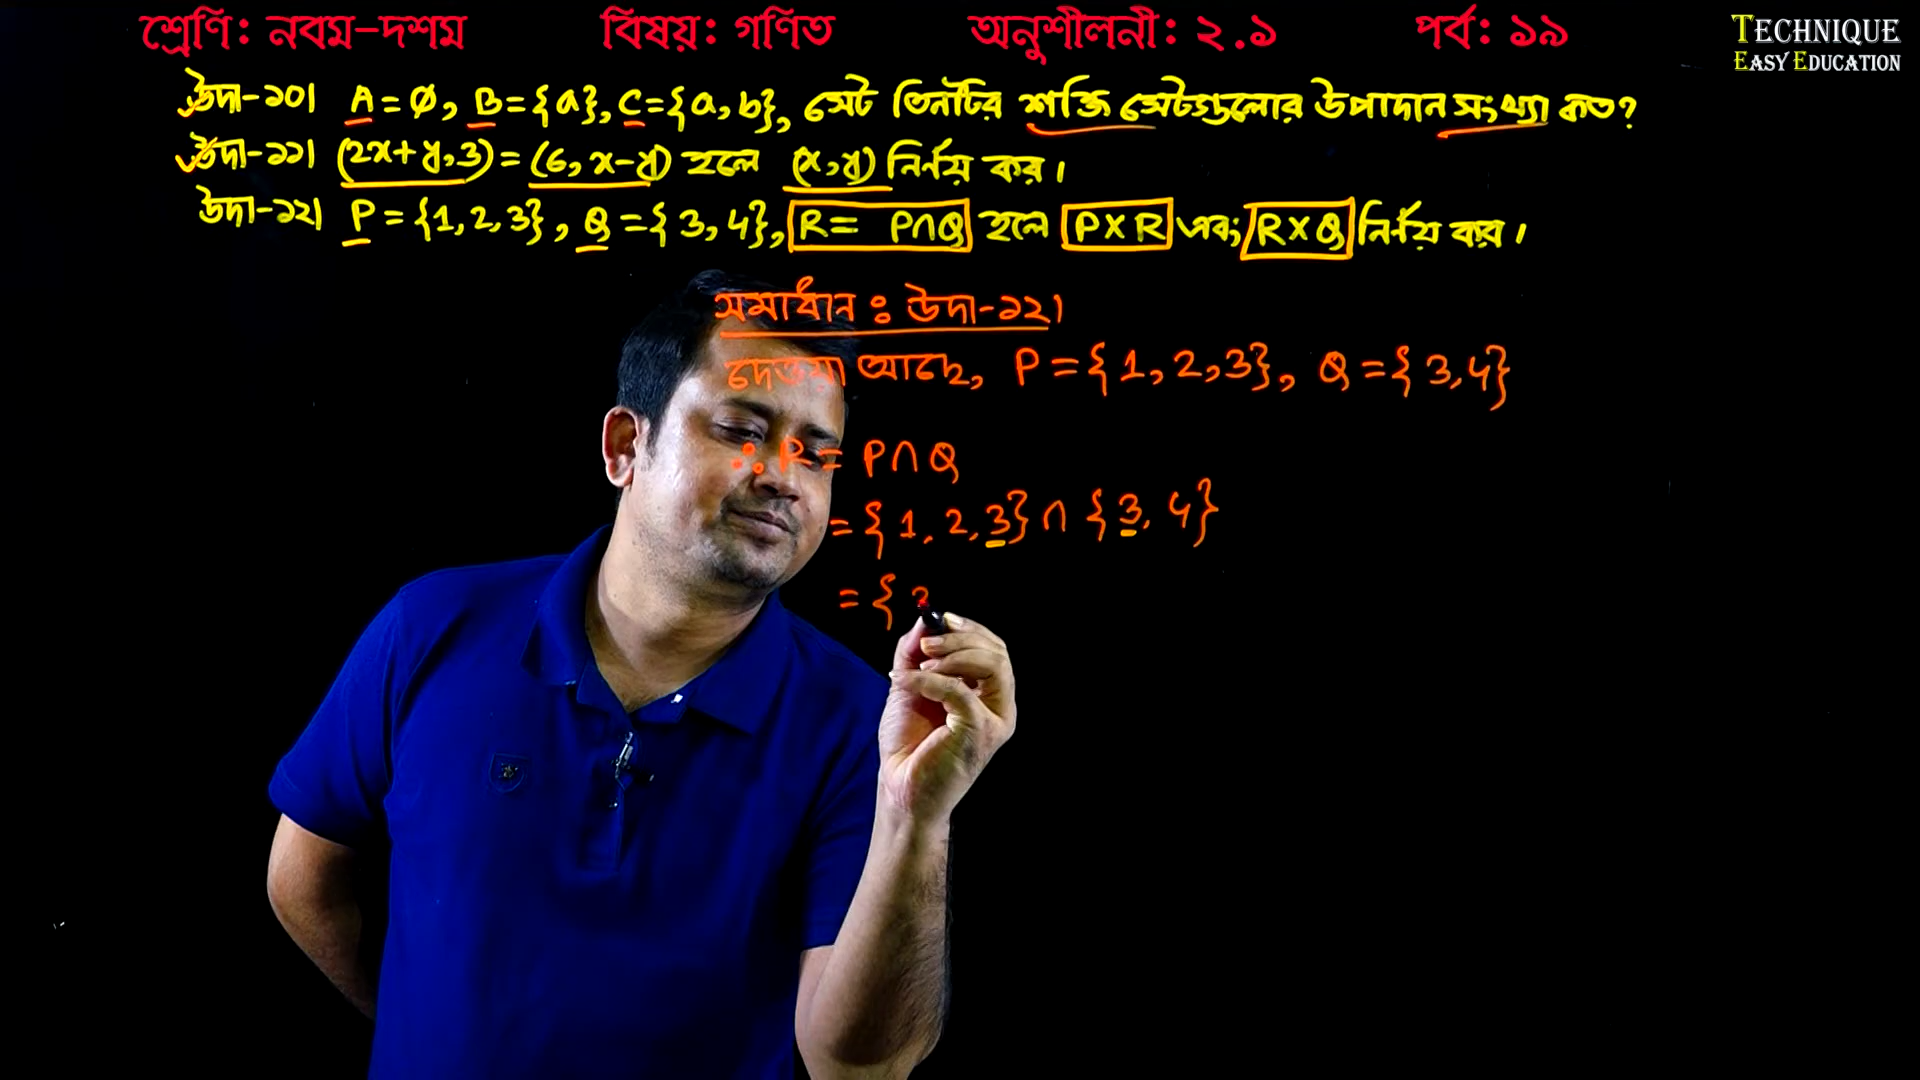 শ্রেণি: নবম-দশম বিষয়: গণিত অনুশীলনী: ২.১ পর্ব: ১৯
TECHNIQUE
EASY EDUCATION
উদা-১০। A = ∅, B = {a}, C = {a, b}, সেট তিনটির শক্তি সেটগুলোর উপাদান সংখ্যা কত?
উদা-১১। (2x+y, 3) = (6, x-y) হলে (x, y) নির্ণয় কর।
উদা-১২। P = {1, 2, 3}, Q = {3, 4}, R = P∩Q হলে P×R এবং R×Q নির্ণয় কর।
সমাধান : উদা-১২।
দেওয়া আছে, P = {1, 2, 3}, Q = {3, 4}
∴ R = P∩Q
= {1, 2, 3} ∩ {3, 4}
= {3